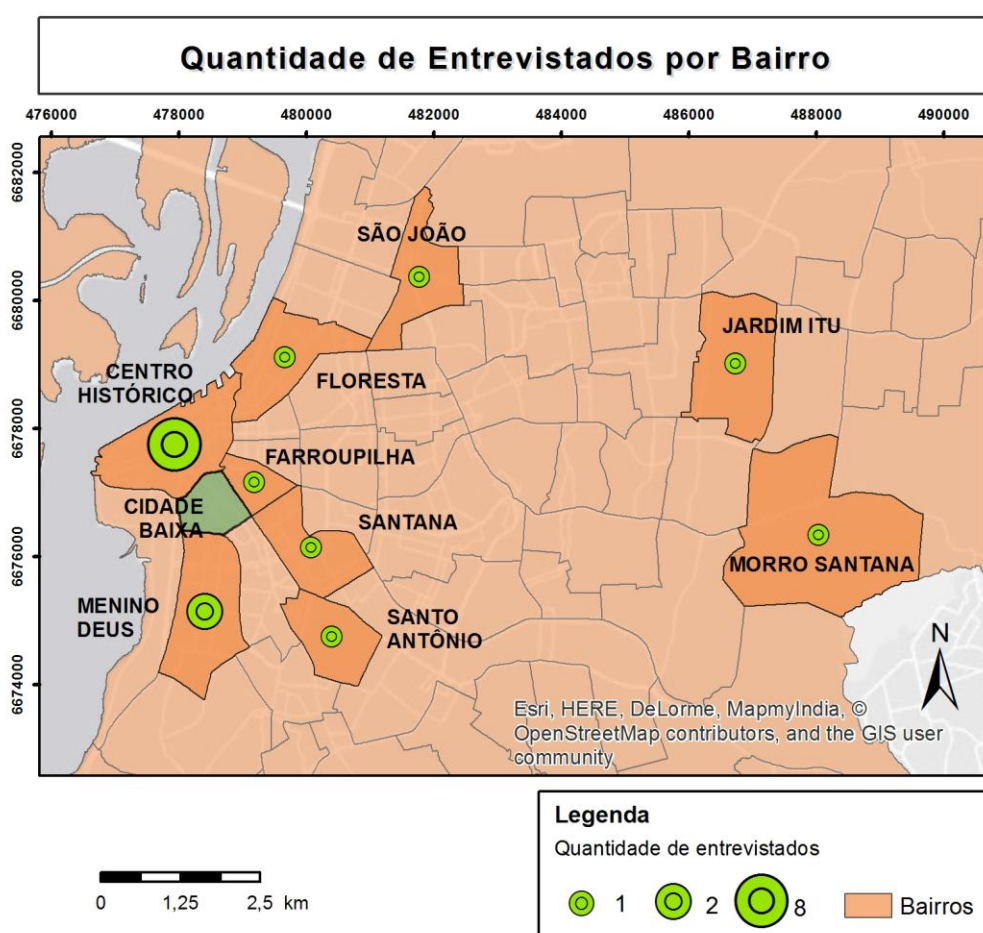 Quantidade de Entrevistados por Bairro
476000 478000 480000 482000 484000 486000 488000 490000
6682000
6680000
6678000
6676000
6674000
SÃO JOÃO
JARDIM ITU
CENTRO
HISTÓRICO
FLORESTA
FARROUPILHA
CIDADE
BAIXA
SANTANA
MORRO SANTANA
MENINO
DEUS
SANTO
ANTÔNIO
N
Esri, HERE, DeLorme, MapmyIndia, ©
OpenStreetMap contributors, and the GIS user
community
0 1,25 2,5 km
Legenda
Quantidade de entrevistados
1 2 8 Bairros